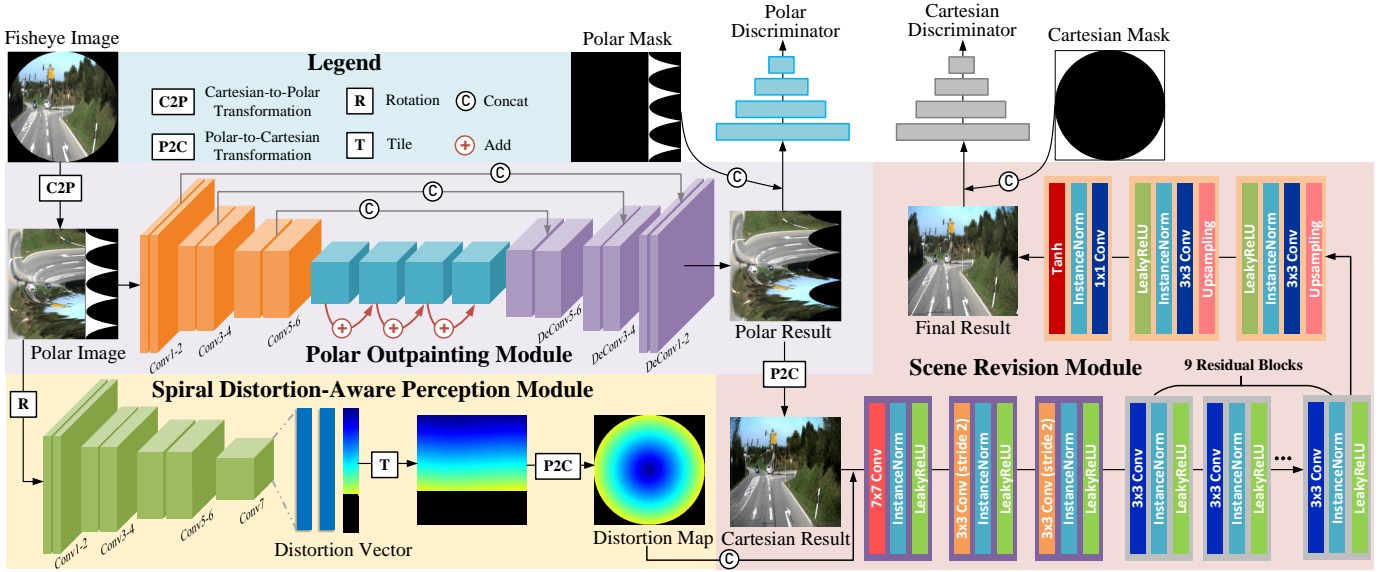 Fisheye Image
Legend
C2P
Cartesian-to-Polar
Transformation
R
Rotation
C
Concat
P2C
Polar-to-Cartesian
Transformation
T
Tile
Add
Polar Mask
Polar
Discriminator
Cartesian
Discriminator
Cartesian Mask
C2P
C
C
C
C
C
Polar Image
Conv1-2
Conv3-4
Conv5-6
DeConv5-6
DeConv3-4
DeConv1-2
Polar Outpainting Module
Polar Result
Final Result
Tanh
InstanceNorm
1x1 Conv
LeakyReLU
InstanceNorm
3x3 Conv
Upsampling
LeakyReLU
InstanceNorm
3x3 Conv
Upsampling
R
Spiral Distortion-Aware Perception Module
Conv1-2
Conv3-4
Conv5-6
Conv7
Distortion Vector
T
P2C
Distortion Map
C
P2C
Cartesian Result
Scene Revision Module
9 Residual Blocks
7x7 Conv
InstanceNorm
LeakyReLU
3x3 Conv (stride 2)
InstanceNorm
LeakyReLU
3x3 Conv (stride 2)
InstanceNorm
LeakyReLU
3x3 Conv
InstanceNorm
LeakyReLU
3x3 Conv
InstanceNorm
LeakyReLU
...
3x3 Conv
InstanceNorm
LeakyReLU